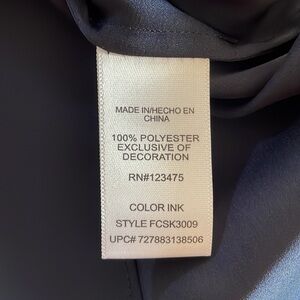 MADE IN/HECHO EN
CHINA
100% POLYESTER
EXCLUSIVE OF
DECORATION
RN#123475
COLOR INK
STYLE FCSK3009
UPC# 727883138506